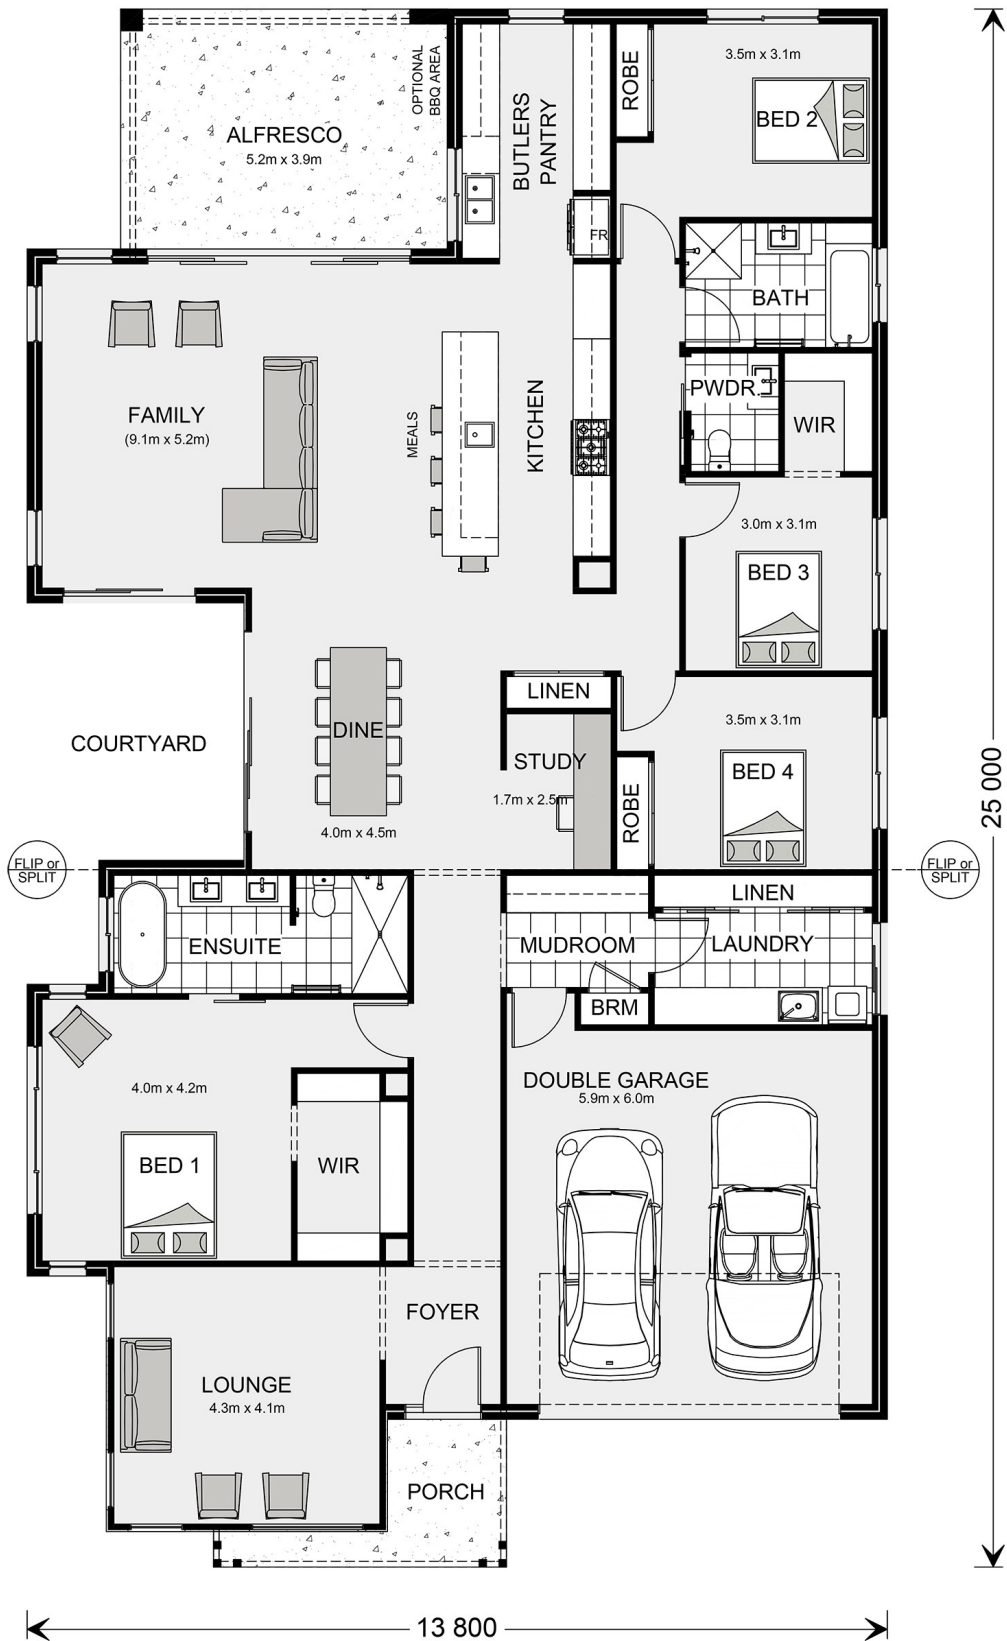 OPTIONAL
BBQ AREA
ALFRESCO
5.2m x 3.9m
BUTLERS
PANTRY
ROBE
3.5m x 3.1m
BED 2
FR
BATH
PWDR.
WIR
FAMILY
(9.1m x 5.2m)
MEALS
KITCHEN
3.0m x 3.1m
BED 3
LINEN
DINE
4.0m x 4.5m
COURTYARD
STUDY
1.7m x 2.5m
ROBE
3.5m x 3.1m
BED 4
25 000
FLIP or
SPLIT
FLIP or
SPLIT
ENSUITE
MUDROOM
LINEN
LAUNDRY
BRM
4.0m x 4.2m
BED 1
WIR
DOUBLE GARAGE
5.9m x 6.0m
FOYER
LOUNGE
4.3m x 4.1m
PORCH
13 800